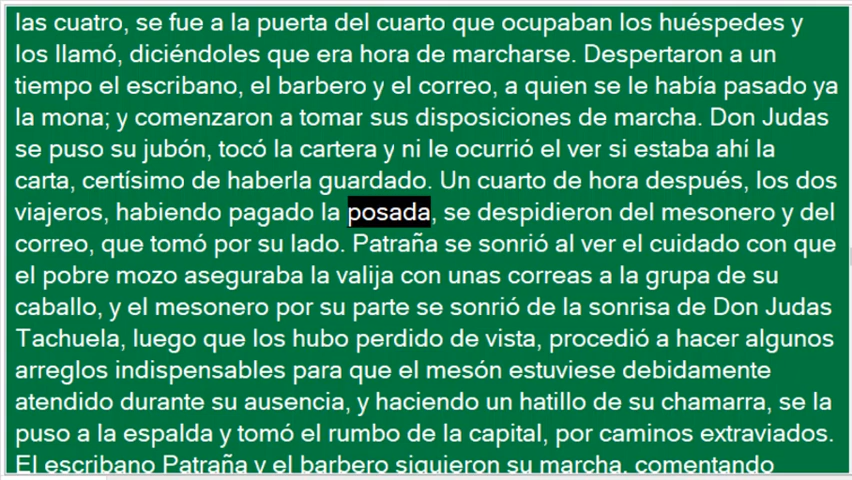 las cuatro, se fue a la puerta del cuarto que ocupaban los huéspedes y
los llamó, diciéndoles que era hora de marcharse. Despertaron a un
tiempo el escribano, el barbero y el correo, a quien se le había pasado ya
la mona; y comenzaron a tomar sus disposiciones de marcha. Don Judas
se puso su jubón, tocó la cartera y ni le ocurrió el ver si estaba ahí la
carta, certísimo de haberla guardado. Un cuarto de hora después, los dos
viajeros, habiendo pagado la posada, se despidieron del mesonero y del
correo, que tomó por su lado. Patraña se sonrió al ver el cuidado con que
el pobre mozo aseguraba la valija con unas correas a la grupa de su
caballo, y el mesonero por su parte se sonrió de la sonrisa de Don Judas
Tachuela, luego que los hubo perdido de vista, procedió a hacer algunos
arreglos indispensables para que el mesón estuviese debidamente
atendido durante su ausencia, y haciendo un hatillo de su chamarra, se la
puso a la espalda y tomó el rumbo de la capital, por caminos extraviados.
El escribano Patraña y el barbero siguieron su marcha, comentando